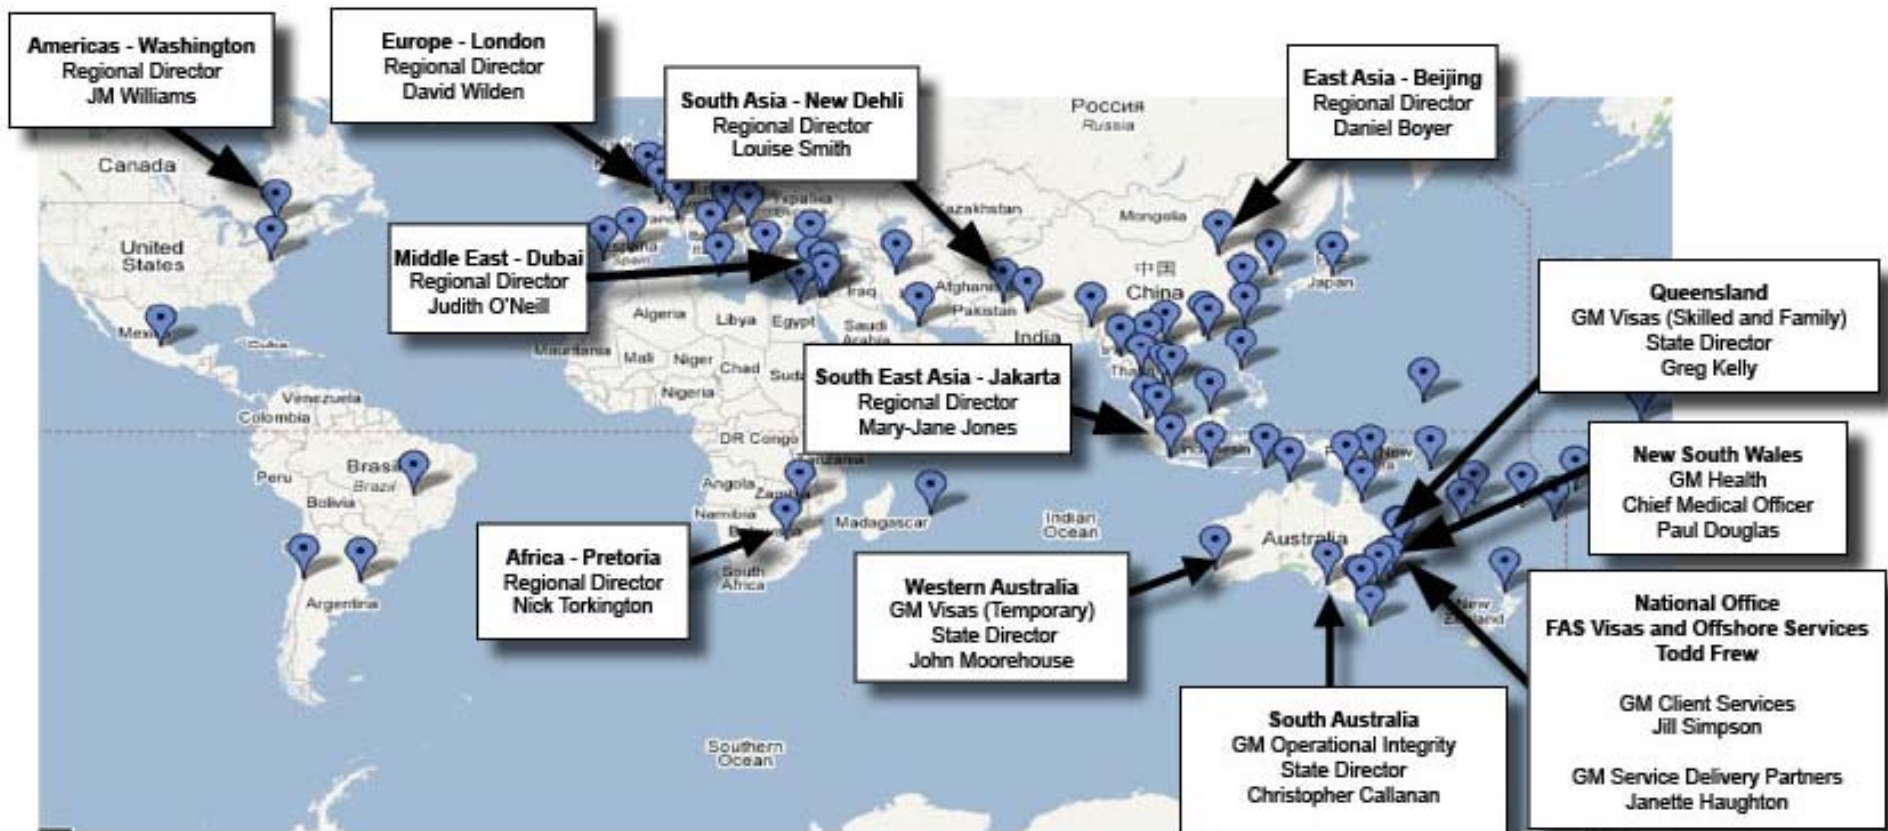 Americas - Washington
Regional Director
JM Williams
Europe - London
Regional Director
David Wilden
South Asia - New Dehli
Regional Director
Louise Smith
East Asia - Beijing
Regional Director
Daniel Boyer
Middle East - Dubai
Regional Director
Judith O'Neill
South East Asia - Jakarta
Regional Director
Mary-Jane Jones
Africa - Pretoria
Regional Director
Nick Torkington
Western Australia
GM Visas (Temporary)
State Director
John Moorehouse
South Australia
GM Operational Integrity
State Director
Christopher Callanan
Queensland
GM Visas (Skilled and Family)
State Director
Greg Kelly
New South Wales
GM Health
Chief Medical Officer
Paul Douglas
National Office
FAS Visas and Offshore Services
Todd Frew
GM Client Services
Jill Simpson
GM Service Delivery Partners
Janette Haughton
Canada
United
States
Cuba
Venezuela
Colombia
Peru
Brasil
Brazil
Bolivia
Argentina
Россия
Russia
Mongolia
中国
China
Japan
Pakistan
India
Iraq
Saudi
Arabia
Algeria
Libya
Egypt
Mauritania
Mali
Niger
Chad
Nigeria
DR Congo
Tanzania
Angola
Namibia
Madagascar
South
Africa
Spain
Indian
Ocean
Australia
New
Zealand
Southern
Ocean